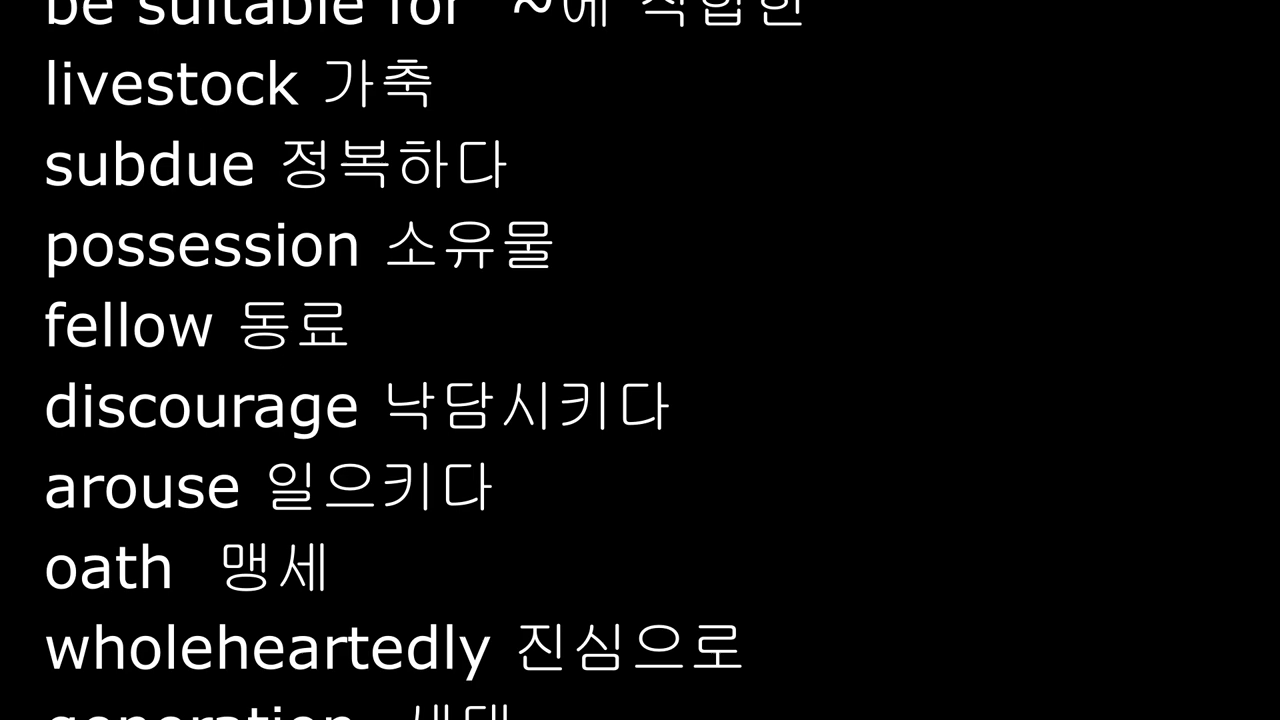 be suitable for ~에 적합한
livestock 가축
subdue 정복하다
possession 소유물
fellow 동료
discourage 낙담시키다
arouse 일으키다
oath 맹세
wholeheartedly 진심으로
generation 세대